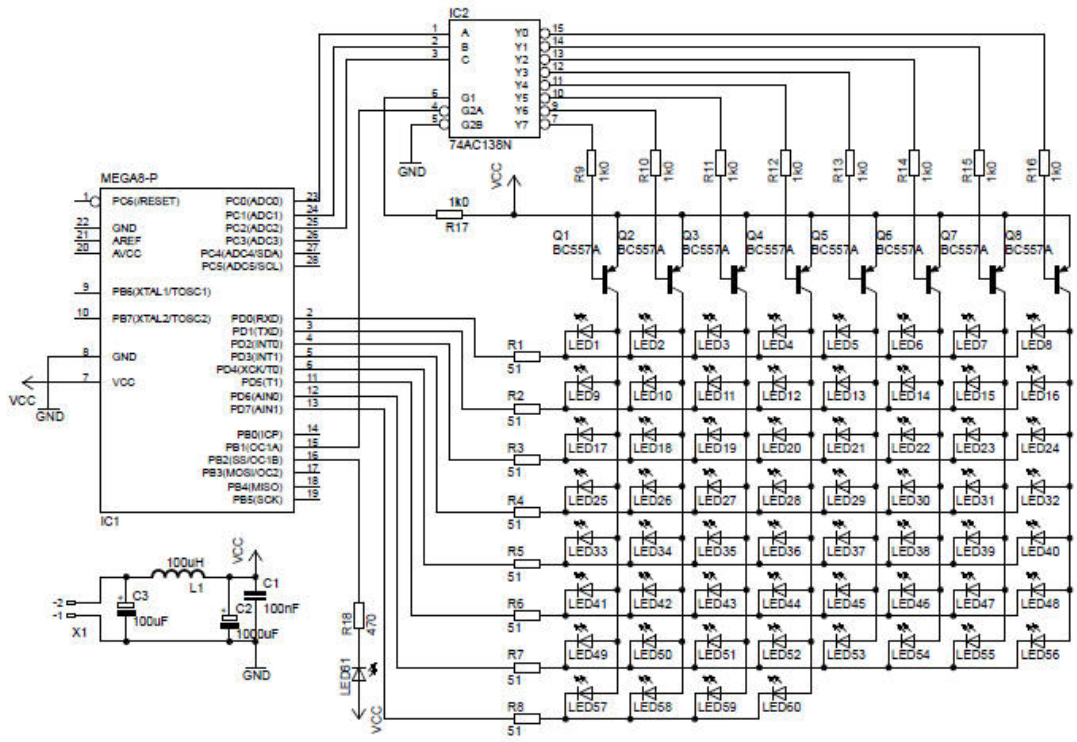 IC2
1 A Y0 15
2 B Y1 14
3 C Y2 13
Y3 12
Y4 11
6 G1 Y5 10
4 G2A Y6 9
5 G2B Y7 7
74AC138N
GND
VCC
R9 1k0
R10 1k0
R11 1k0
R12 1k0
R13 1k0
R14 1k0
R15 1k0
R16 1k0
1k0
R17
MEGA8-P
1 PC6(/RESET) PC0(ADC0) 23
PC1(ADC1) 24
22 GND PC2(ADC2) 25
21 AREF PC3(ADC3) 26
20 AVCC PC4(ADC4/SDA) 27
PC5(ADC5/SCL) 28
9 PB6(XTAL1/TOSC1)
10 PB7(XTAL2/TOSC2) PD0(RXD) 2
PD1(TXD) 3
PD2(INT0) 4
8 GND PD3(INT1) 5
PD4(XCK/T0) 6
7 VCC PD5(T1) 11
PD6(AIN0) 12
PD7(AIN1) 13
PB0(ICP) 14
PB1(OC1A) 15
PB2(SS/OC1B) 16
PB3(MOSI/OC2) 17
PB4(MISO) 18
PB5(SCK) 19
IC1
VCC
GND
Q1 Q2 Q3 Q4 Q5 Q6 Q7 Q8
BC557A BC557A BC557A BC557A BC557A BC557A BC557A BC557A
R1
51
LED1 LED2 LED3 LED4 LED5 LED6 LED7 LED8
R2
51
LED9 LED10 LED11 LED12 LED13 LED14 LED15 LED16
R3
51
LED17 LED18 LED19 LED20 LED21 LED22 LED23 LED24
R4
51
LED25 LED26 LED27 LED28 LED29 LED30 LED31 LED32
R5
51
LED33 LED34 LED35 LED36 LED37 LED38 LED39 LED40
R6
51
LED41 LED42 LED43 LED44 LED45 LED46 LED47 LED48
R7
51
LED49 LED50 LED51 LED52 LED53 LED54 LED55 LED56
R8
51
LED57 LED58 LED59 LED60
100uH
L1
VCC
-2
-1
X1
+
C3
100uF
+
C2
1000uF
C1
100nF
GND
R18
470
LED61
VCC